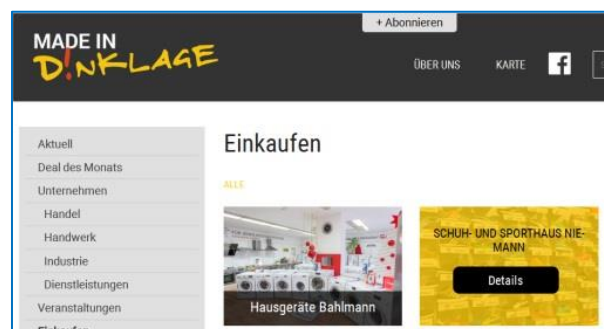 + Abonnieren
MADE IN
D!NKLAGE
ÜBER UNS
KARTE
f
Aktuell
Deal des Monats
Unternehmen
Handel
Handwerk
Industrie
Dienstleistungen
Veranstaltungen
Einkaufen
Einkaufen
ALLE
Hausgeräte Bahlmann
SCHUH- UND SPORTHAUS NIE-
MANN
Details